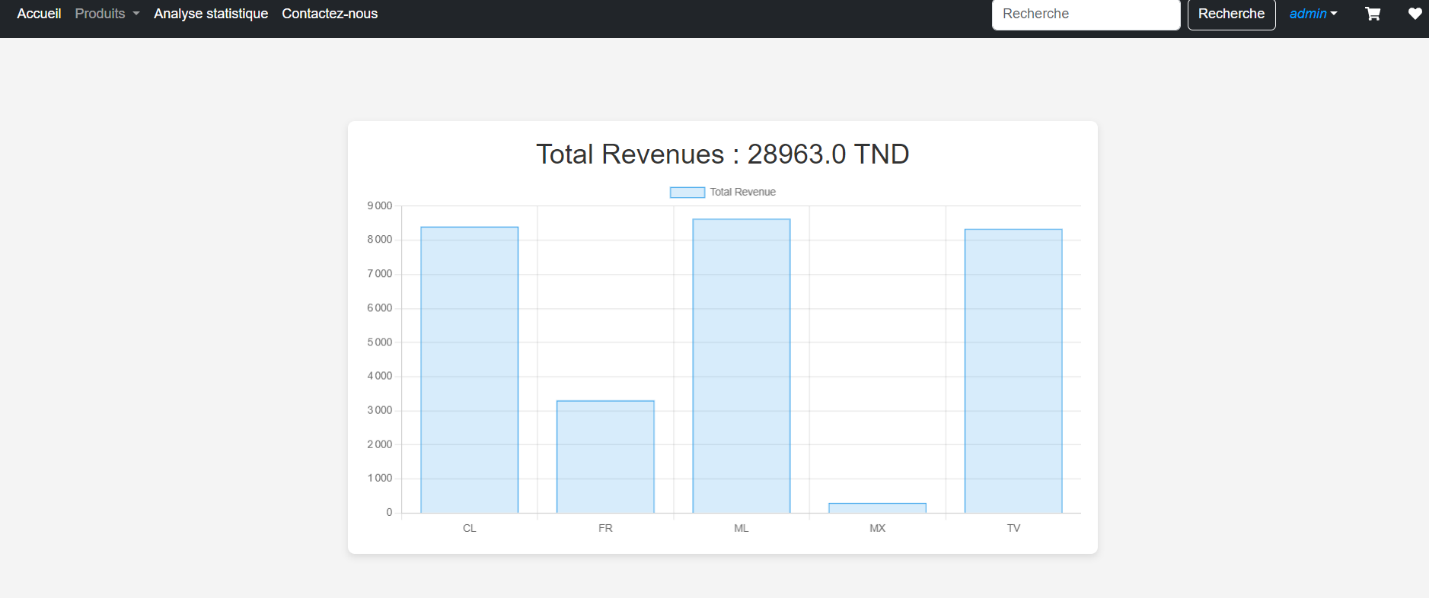 Accueil Produits Analyse statistique Contactez-nous Recherche Recherche admin
Total Revenues : 28963.0 TND
Total Revenue
9 000
8 000
7 000
6 000
5 000
4 000
3 000
2 000
1 000
0
CL FR ML MX TV